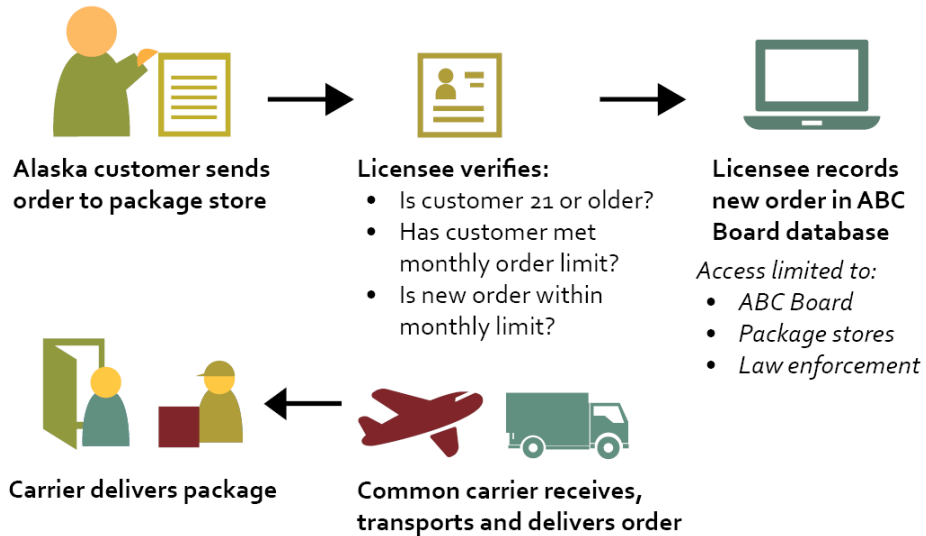 Alaska customer sends
order to package store
Licensee verifies:
• Is customer 21 or older?
• Has customer met
monthly order limit?
• Is new order within
monthly limit?
Licensee records
new order in ABC
Board database
Access limited to:
• ABC Board
• Package stores
• Law enforcement
Common carrier receives,
transports and delivers order
Carrier delivers package